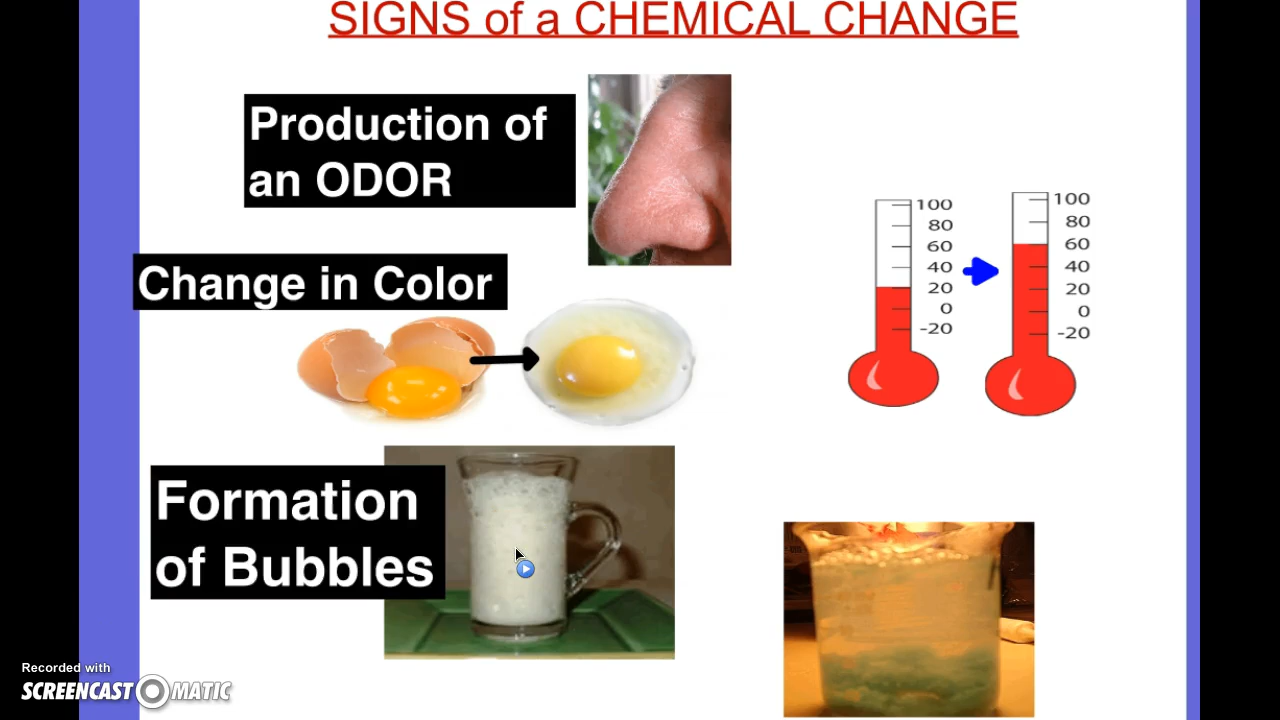 SIGNS of a CHEMICAL CHANGE
Production of
an ODOR
Change in Color
Formation
of Bubbles
100
80
60
40
20
0
-20
100
80
60
40
20
0
-20
Recorded with
SCREENCAST MATIC